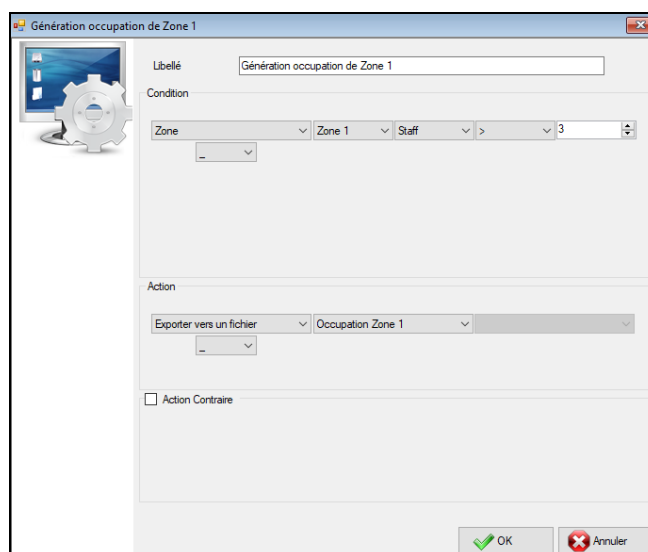 Génération occupation de Zone 1
Libellé Génération occupation de Zone 1
Condition
Zone Zone 1 Staff > 3
_
Action
Exporter vers un fichier Occupation Zone 1
_
Action Contraire
OK Annuler